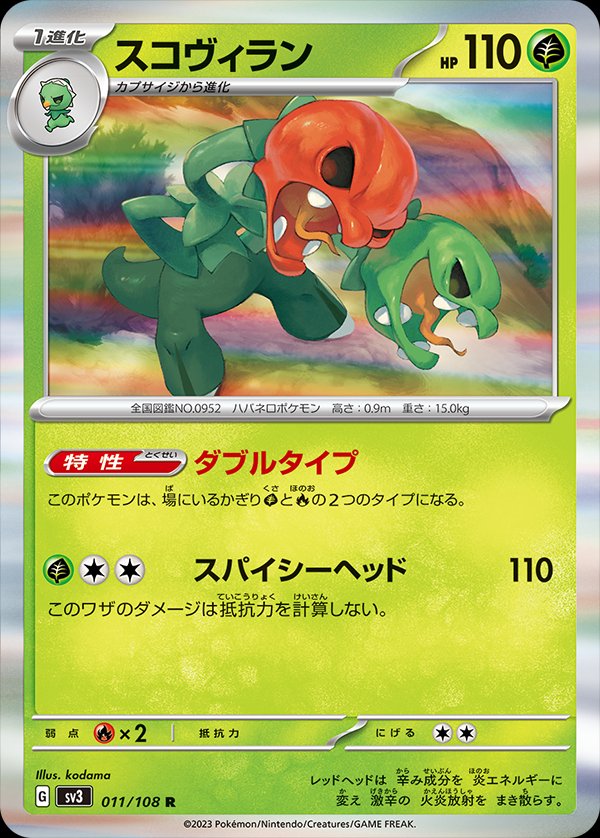 1進化
スコヴィラン
HP 110
カプサイジから進化
全国図鑑NO.0952 ハバネロポケモン 高さ:0.9m 重さ:15.0kg
特性 とくせい ダブルタイプ
このポケモンは、場にいるかぎりと の2つのタイプになる。
スパイシーヘッド 110
このワザのダメージは抵抗力を計算しない。
弱点 ×2 抵抗力 にげる
Illus. kodama
G sv3 011/108 R
レッドヘッドは 辛み成分を 炎エネルギーに
変え 激辛の 火炎放射を まき散らす。
©2023 Pokémon/Nintendo/Creatures/GAME FREAK.